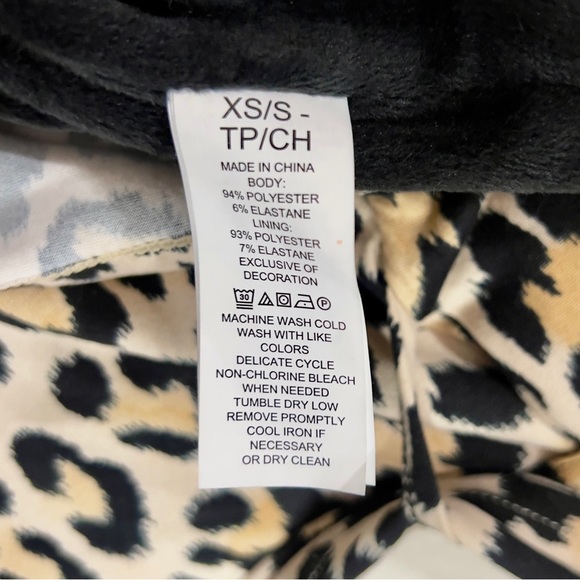 XS/S -
TP/CH
MADE IN CHINA
BODY:
94% POLYESTER
6% ELASTANE
LINING:
93% POLYESTER
7% ELASTANE
EXCLUSIVE OF
DECORATION
30 P
MACHINE WASH COLD
WASH WITH LIKE
COLORS
DELICATE CYCLE
NON-CHLORINE BLEACH
WHEN NEEDED
TUMBLE DRY LOW
REMOVE PROMPTLY
COOL IRON IF
NECESSARY
OR DRY CLEAN